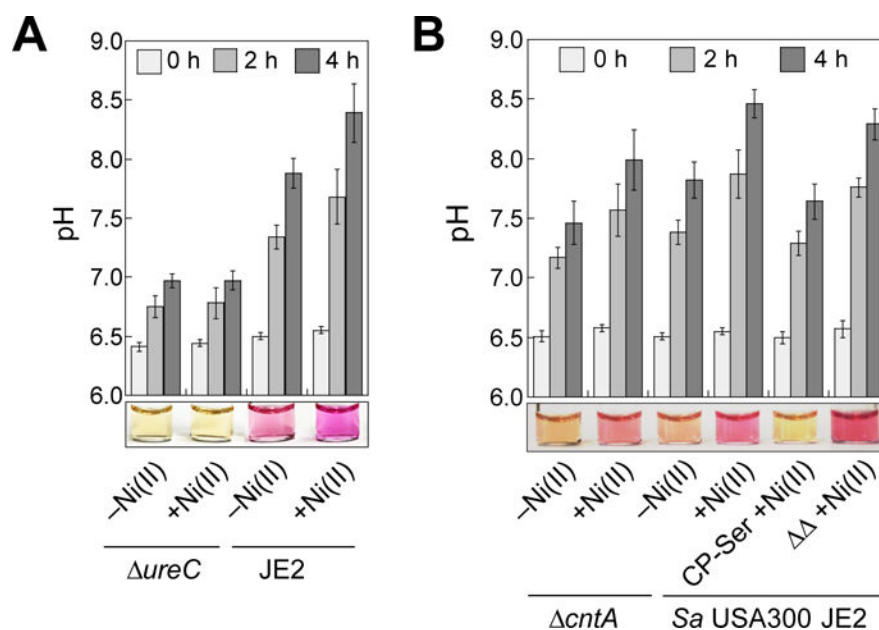 A
9.0
8.5
8.0
7.5
7.0
6.5
6.0
pH
0 h 2 h 4 h
–Ni(II) +Ni(II) –Ni(II) +Ni(II)
ΔureC JE2
B
9.0
8.5
8.0
7.5
7.0
6.5
6.0
pH
0 h 2 h 4 h
–Ni(II) +Ni(II) –Ni(II) +Ni(II) CP-Ser +Ni(II) ΔΔ +Ni(II)
ΔcntA Sa USA300 JE2